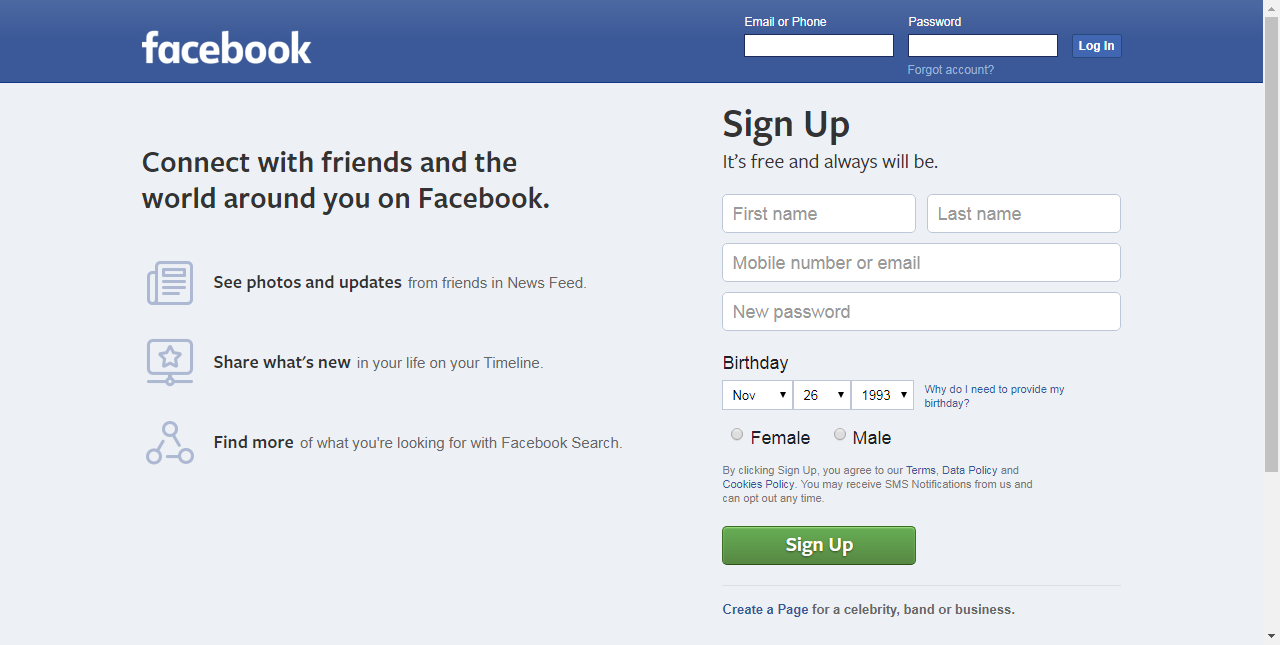 facebook
Email or Phone
Password
Log In
Forgot account?
Connect with friends and the
world around you on Facebook.
See photos and updates from friends in News Feed.
Share what's new in your life on your Timeline.
Find more of what you're looking for with Facebook Search.
Sign Up
It's free and always will be.
First name
Last name
Mobile number or email
New password
Birthday
Nov
26
1993
Why do I need to provide my
birthday?
Female
Male
By clicking Sign Up, you agree to our Terms, Data Policy and
Cookies Policy. You may receive SMS Notifications from us and
can opt out any time.
Sign Up
Create a Page for a celebrity, band or business.